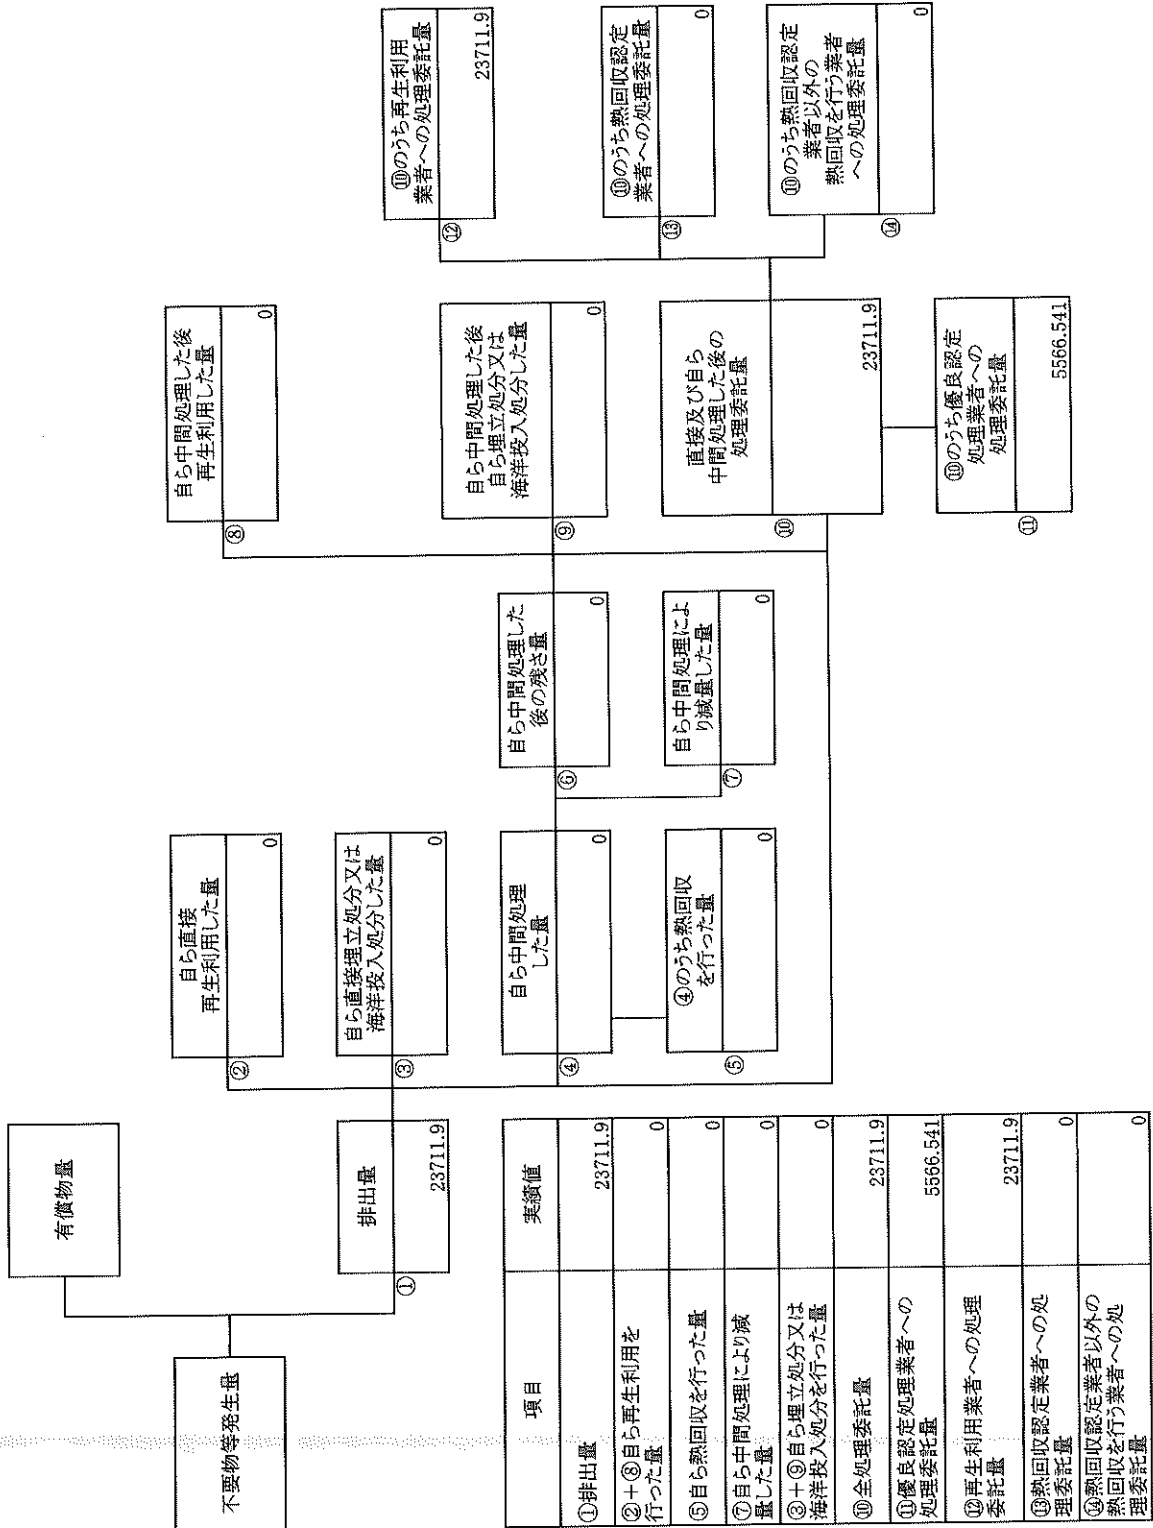 不要物等発生量
有償物量
排出量
①
23711.9
自ら直接
再生利用した量
②
0
自ら直接埋立処分又は
海洋投入処分した量
③
0
自ら中間処理
した量
④
0
④のうち熱回収
を行った量
⑤
0
自ら中間処理した
後の残さ量
⑥
0
自ら中間処理によ
り減量した量
⑦
0
自ら中間処理した後
再生利用した量
⑧
0
自ら中間処理した後
自ら埋立処分又は
海洋投入処分した量
⑨
0
直接及び自ら
中間処理した後の
処理委託量
⑩
23711.9
⑩のうち優良認定
処理業者への
処理委託量
⑪
5566.541
⑩のうち再生利用
業者への処理委託量
⑫
23711.9
⑩のうち熱回収認定
業者への処理委託量
⑬
0
⑩のうち熱回収認定
業者以外の
熱回収を行う業者
への処理委託量
⑭
0
項目
実績値
①排出量
23711.9
②+⑧自ら再生利用を
行った量
0
⑤自ら熱回収を行った量
0
⑦自ら中間処理により減
量した量
0
③+⑨自ら埋立処分又は
海洋投入処分を行った量
0
⑩全処理委託量
23711.9
⑪優良認定処理業者への
処理委託量
5566.541
⑫再生利用業者への処理
委託量
23711.9
⑬熱回収認定業者への処
理委託量
0
⑭熱回収認定業者以外の
熱回収を行う業者への処
理委託量
0